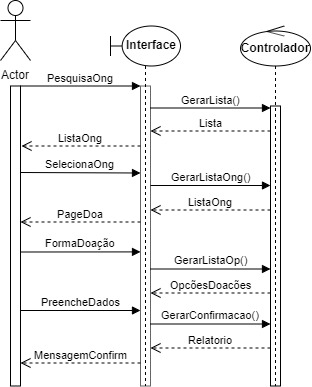 Actor
Interface
Controlador
PesquisaOng
GerarLista()
Lista
ListaOng
SelecionaOng
GerarListaOng()
ListaOng
PageDoa
FormaDoação
GerarListaOp()
OpcõesDoacões
PreencheDados
GerarConfirmacao()
Relatorio
MensagemConfirm